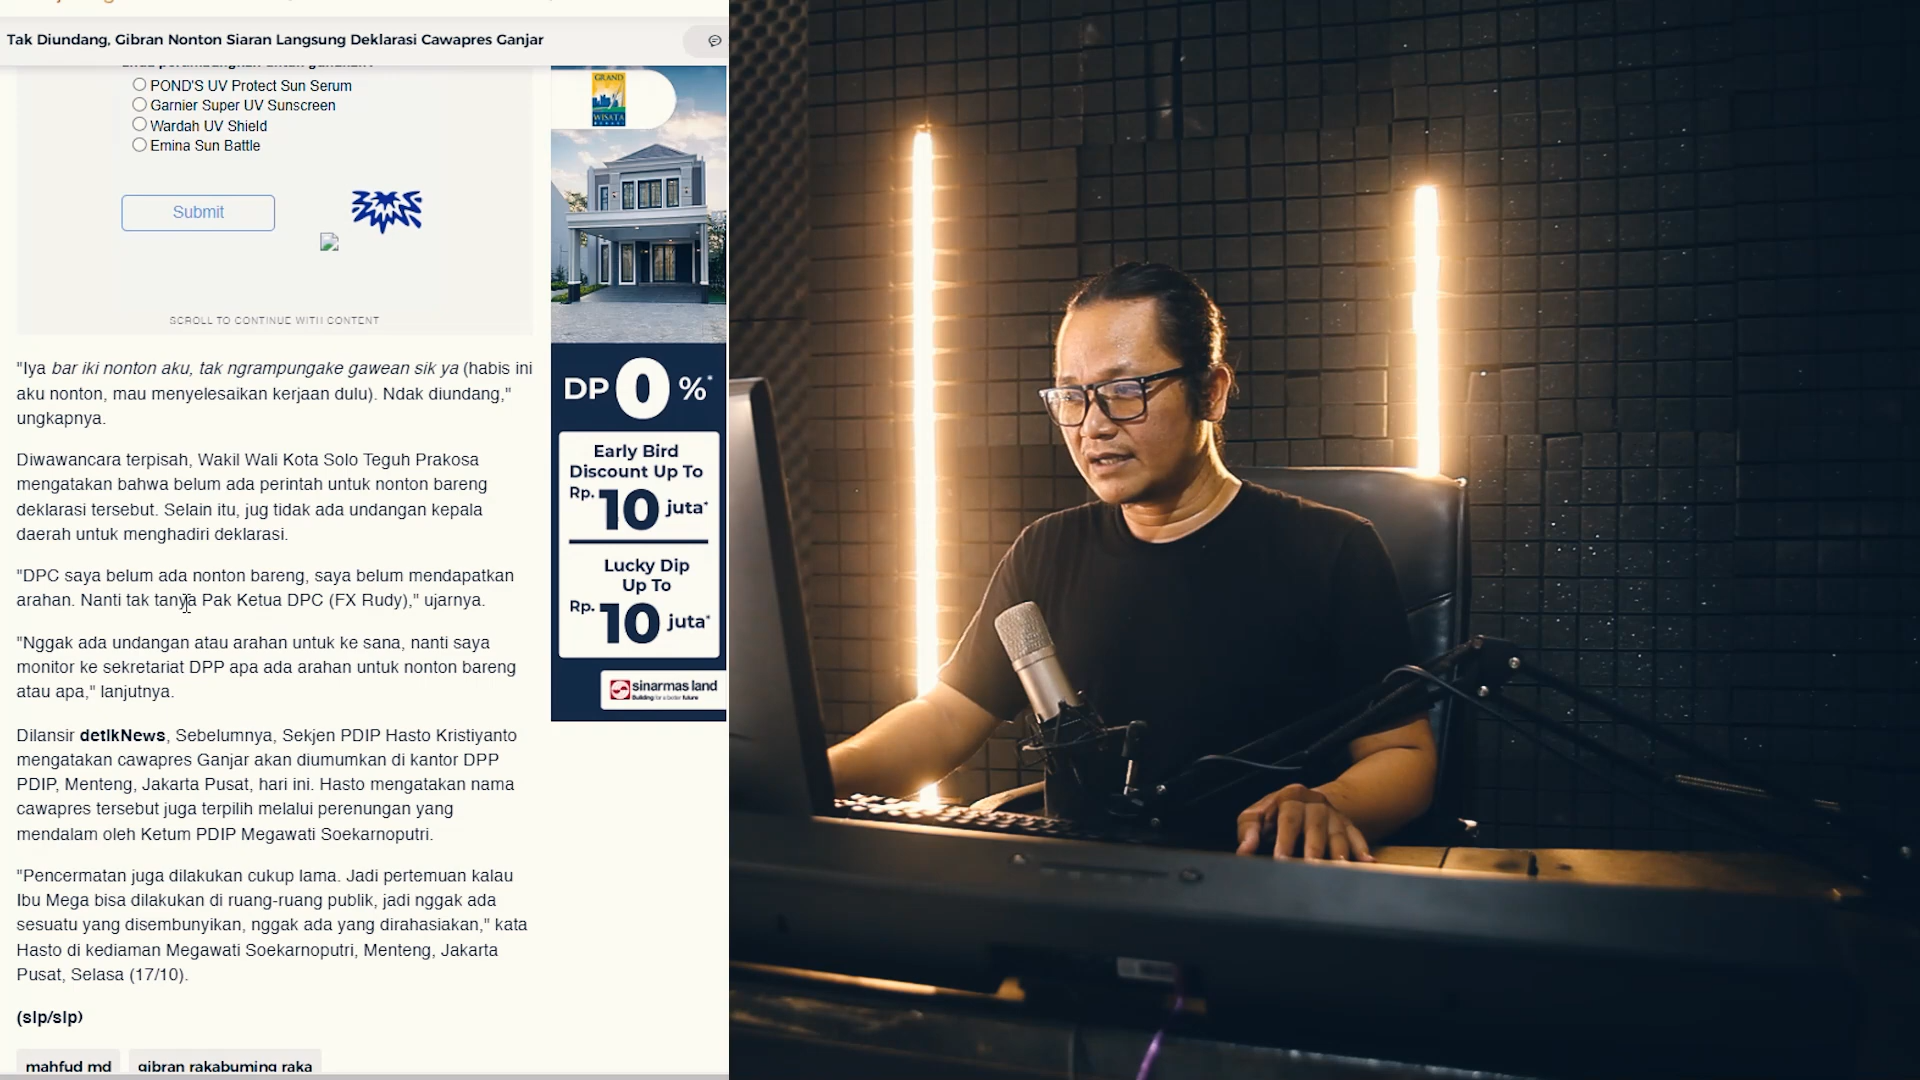 Tak Diundang, Gibran Nonton Siaran Langsung Deklarasi Cawapres Ganjar
POND'S UV Protect Sun Serum
Garnier Super UV Sunscreen
Wardah UV Shield
Emina Sun Battle
Submit
SCROLL TO CONTINUE WITH CONTENT
"Iya bar iki nonton aku, tak ngrampungake gawean sik ya (habis ini
aku nonton, mau menyelesaikan kerjaan dulu). Ndak diundang,"
ungkapnya.
Diwawancara terpisah, Wakil Wali Kota Solo Teguh Prakosa
mengatakan bahwa belum ada perintah untuk nonton bareng
deklarasi tersebut. Selain itu, jug tidak ada undangan kepala
daerah untuk menghadiri deklarasi.
"DPC saya belum ada nonton bareng, saya belum mendapatkan
arahan. Nanti tak tanya Pak Ketua DPC (FX Rudy)," ujarnya.
"Nggak ada undangan atau arahan untuk ke sana, nanti saya
monitor ke sekretariat DPP apa ada arahan untuk nonton bareng
atau apa," lanjutnya.
Dilansir detikNews, Sebelumnya, Sekjen PDIP Hasto Kristiyanto
mengatakan cawapres Ganjar akan diumumkan di kantor DPP
PDIP, Menteng, Jakarta Pusat, hari ini. Hasto mengatakan nama
cawapres tersebut juga terpilih melalui perenungan yang
mendalam oleh Ketum PDIP Megawati Soekarnoputri.
"Pencermatan juga dilakukan cukup lama. Jadi pertemuan kalau
Ibu Mega bisa dilakukan di ruang-ruang publik, jadi nggak ada
sesuatu yang disembunyikan, nggak ada yang dirahasiakan," kata
Hasto di kediaman Megawati Soekarnoputri, Menteng, Jakarta
Pusat, Selasa (17/10).
(slp/slp)
mahfud md
gibran rakabuming raka
GRAND
WISATA
DP 0 %*
Early Bird
Discount Up To
Rp. 10 juta*
Lucky Dip
Up To
Rp. 10 juta*
sinarmas land
Building for a better future